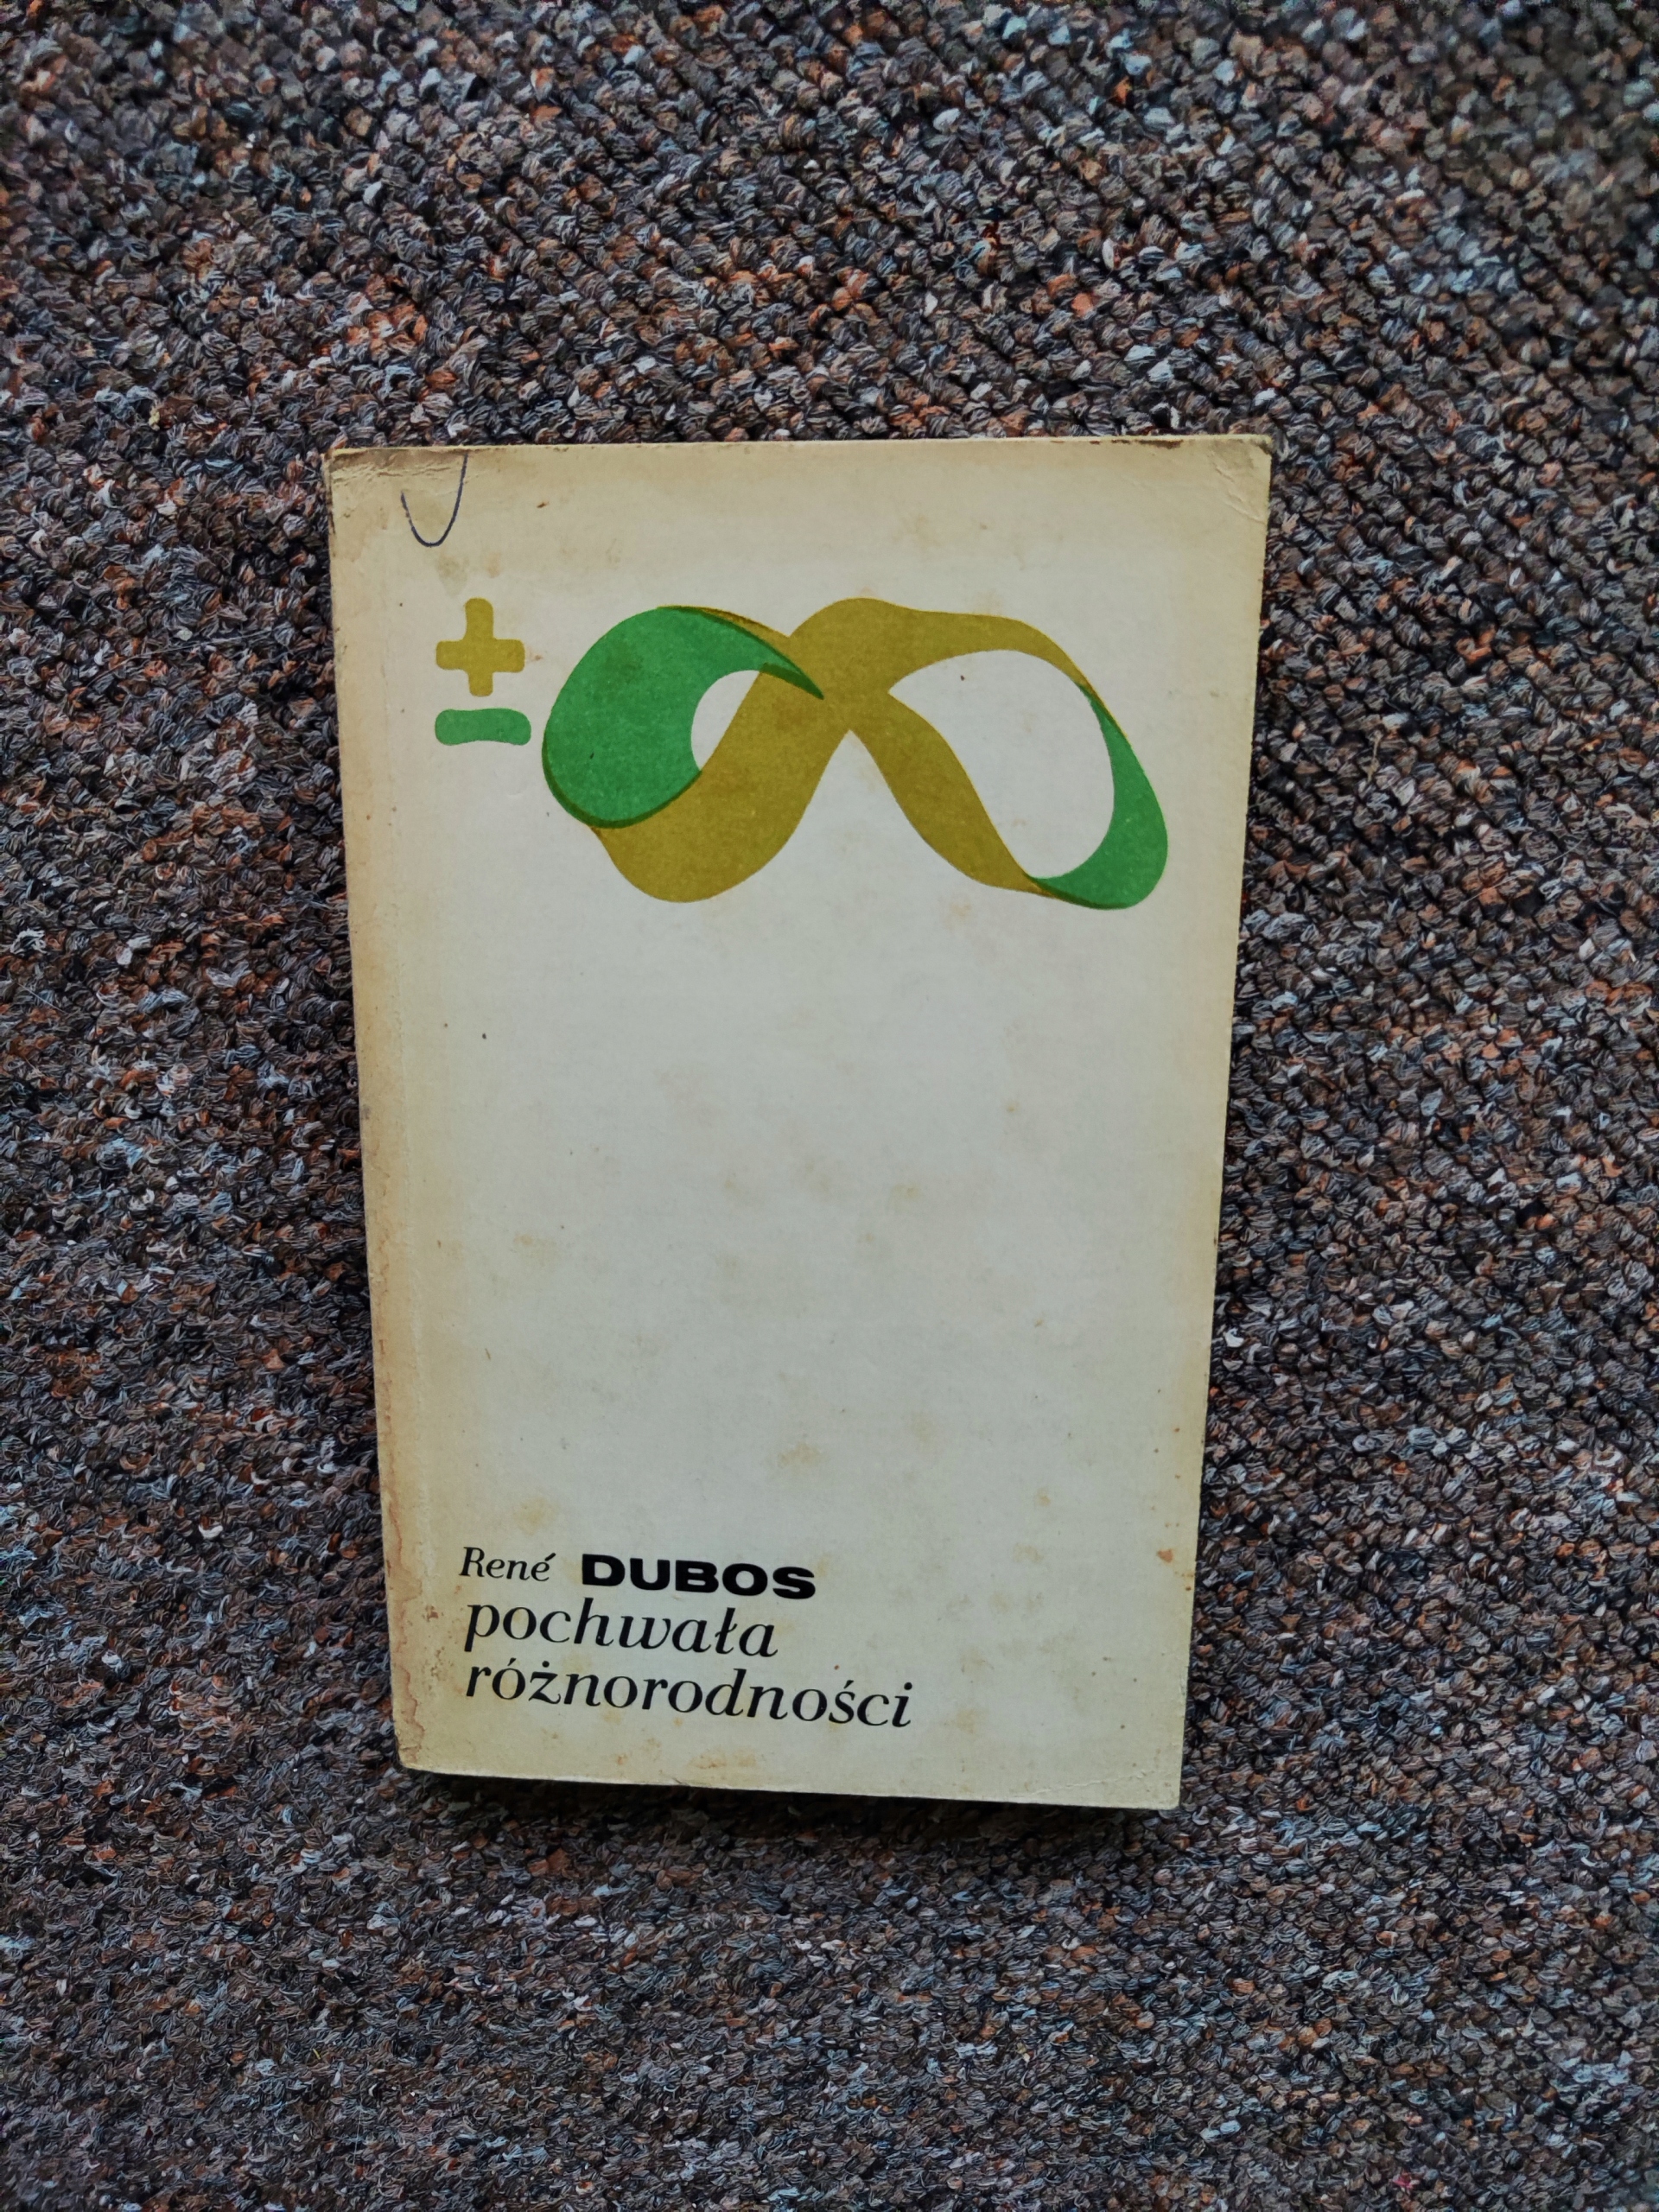 ±∞
René DUBOS
pochwała
różnorodności